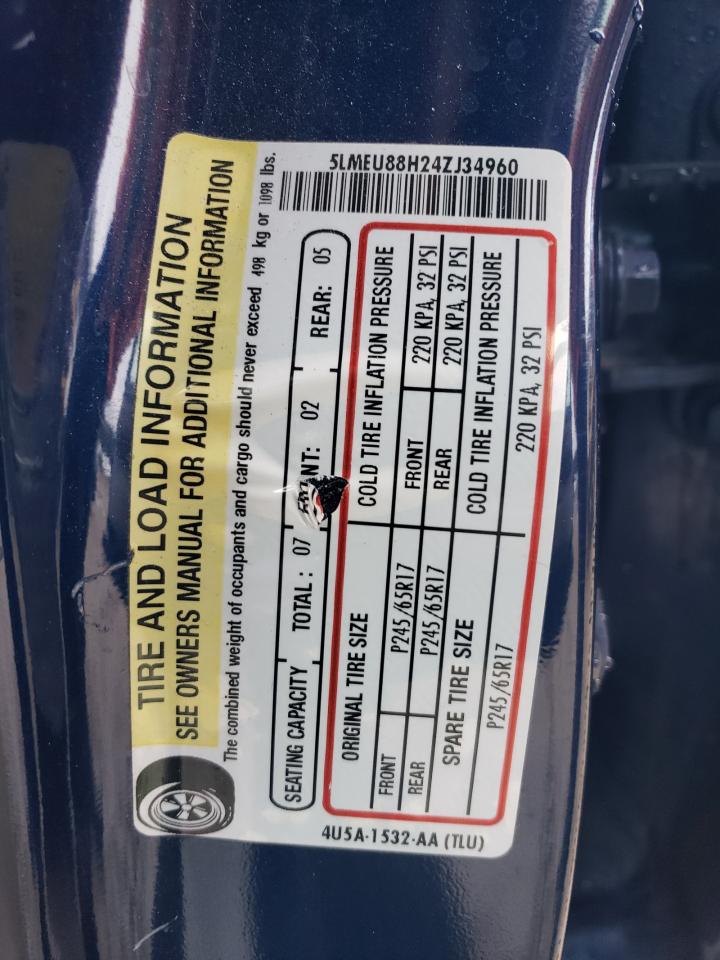 5LMEU88H24ZJ34960
TIRE AND LOAD INFORMATION
SEE OWNERS MANUAL FOR ADDITIONAL INFORMATION
The combined weight of occupants and cargo should never exceed 498 kg or 1098 lbs.
SEATING CAPACITY TOTAL: 07 NT: 02 REAR: 05
ORIGINAL TIRE SIZE COLD TIRE INFLATION PRESSURE
FRONT P245/65R17 FRONT 220 KPA, 32 PSI
REAR P245/65R17 REAR 220 KPA, 32 PSI
SPARE TIRE SIZE COLD TIRE INFLATION PRESSURE
P245/65R17 220 KPA, 32 PSI
4U5A-1532-AA (TLU)